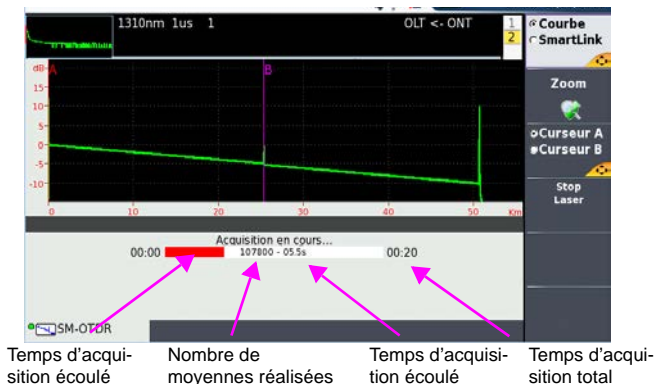 1310nm 1us 1
OLT <- ONT
1
2
Courbe
SmartLink
Zoom
Curseur A
Curseur B
Stop
Laser
dB
A
B
15
10
5
0
-5
-10
0
10
20
30
40
50
Km
Acquisition en cours...
00:00
107800 - 05.5s
00:20
SM-OTDR
Temps d’acqui-
sition écoulé
Nombre de
moyennes réalisées
Temps d’acquisi-
tion écoulé
Temps d’acqui-
sition total